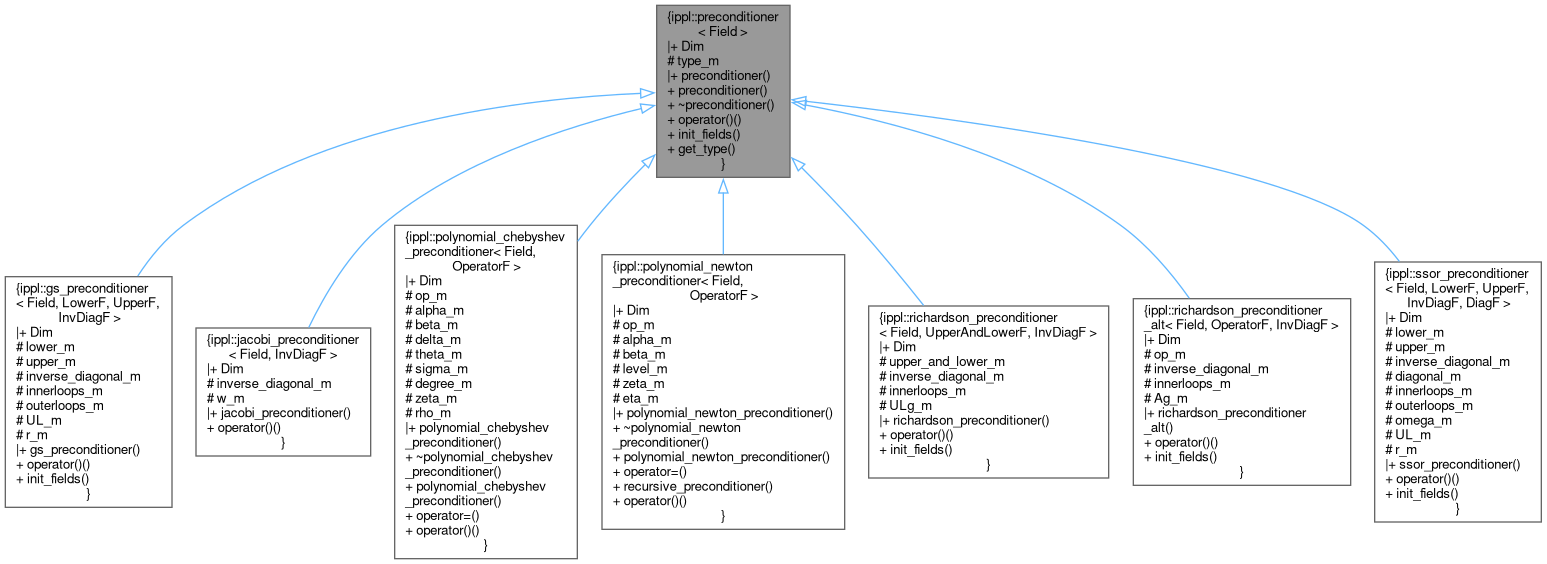 {ippl::preconditioner
< Field >
|+ Dim
# type_m
|+ preconditioner()
+ preconditioner()
+ ~preconditioner()
+ operator()()
+ init_fields()
+ get_type()
}
{ippl::gs_preconditioner
< Field, LowerF, UpperF,
InvDiagF >
|+ Dim
# lower_m
# upper_m
# inverse_diagonal_m
# innerloops_m
# outerloops_m
# UL_m
# r_m
|+ gs_preconditioner()
+ operator()()
+ init_fields()
}
{ippl::jacobi_preconditioner
< Field, InvDiagF >
|+ Dim
# inverse_diagonal_m
# w_m
|+ jacobi_preconditioner()
+ operator()()
}
{ippl::polynomial_chebyshev
_preconditioner< Field,
OperatorF >
|+ Dim
# op_m
# alpha_m
# beta_m
# delta_m
# theta_m
# sigma_m
# degree_m
# zeta_m
# rho_m
|+ polynomial_chebyshev
_preconditioner()
+ ~polynomial_chebyshev
_preconditioner()
+ polynomial_chebyshev
_preconditioner()
+ operator=()
+ operator()()
}
{ippl::polynomial_newton
_preconditioner< Field,
OperatorF >
|+ Dim
# op_m
# alpha_m
# beta_m
# level_m
# zeta_m
# eta_m
|+ polynomial_newton_preconditioner()
+ ~polynomial_newton
_preconditioner()
+ polynomial_newton_preconditioner()
+ operator=()
+ recursive_preconditioner()
+ operator()()
}
{ippl::richardson_preconditioner
< Field, UpperAndLowerF, InvDiagF >
|+ Dim
# upper_and_lower_m
# inverse_diagonal_m
# innerloops_m
# ULg_m
|+ richardson_preconditioner()
+ operator()()
+ init_fields()
}
{ippl::richardson_preconditioner
_alt< Field, OperatorF, InvDiagF >
|+ Dim
# op_m
# inverse_diagonal_m
# innerloops_m
# Ag_m
|+ richardson_preconditioner
_alt()
+ operator()()
+ init_fields()
}
{ippl::ssor_preconditioner
< Field, LowerF, UpperF,
InvDiagF, DiagF >
|+ Dim
# lower_m
# upper_m
# inverse_diagonal_m
# diagonal_m
# innerloops_m
# outerloops_m
# omega_m
# UL_m
# r_m
|+ ssor_preconditioner()
+ operator()()
+ init_fields()
}